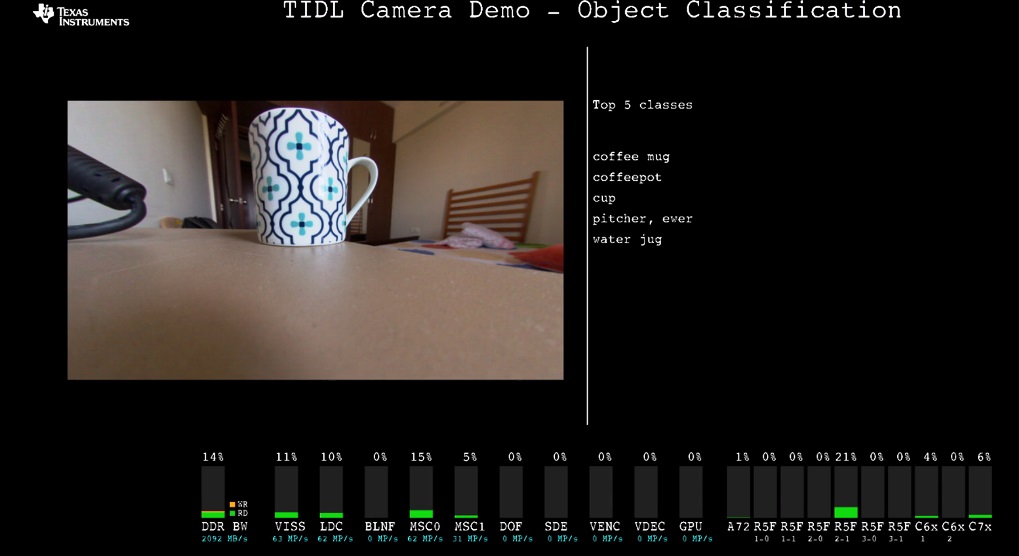 TEXAS INSTRUMENTS
TIDL Camera Demo - Object Classification
Top 5 classes
coffee mug
coffeepot
cup
pitcher, ewer
water jug
14% 11% 10% 0% 15% 5% 0% 0% 0% 0% 0% 1% 0% 0% 0% 21% 0% 0% 4% 0% 6%
WR
RD
DDR BW VISS LDC BLNF MSC0 MSC1 DOF SDE VENC VDEC GPU A72 R5F R5F R5F R5F R5F R5F C6x C6x C7x
2092 MB/s 63 MP/s 62 MP/s 0 MP/s 62 MP/s 31 MP/s 0 MP/s 0 MP/s 0 MP/s 0 MP/s 0 MP/s 1-0 1-1 2-0 2-1 3-0 3-1 1 2